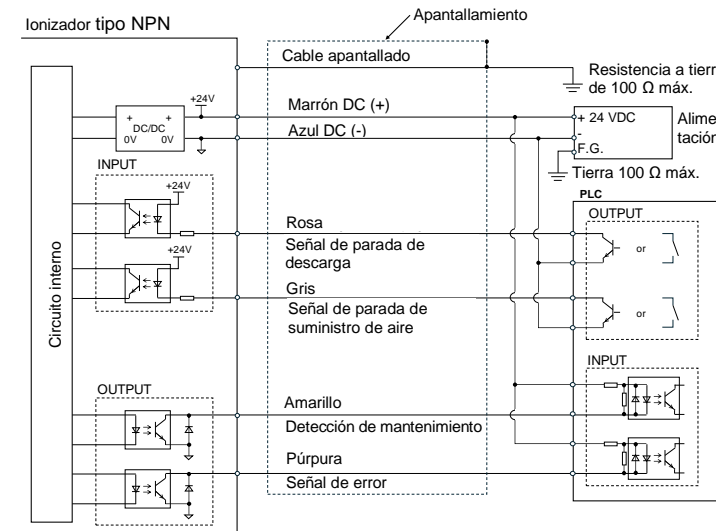 Ionizador tipo NPN
Apantallamiento
Cable apantallado
Resistencia a tierr
de 100 Ω máx.
+24V
Marrón DC (+)
+ 24 VDC
Alime
+ +
DC/DC
0V 0V
Azul DC (-)
-
tación
F.G.
Tierra 100 Ω máx.
INPUT
+24V
PLC
OUTPUT
Rosa
Señal de parada de
descarga
or
+24V
Gris
Señal de parada de
suministro de aire
or
Circuito interno
INPUT
OUTPUT
Amarillo
Detección de mantenimiento
Púrpura
Señal de error